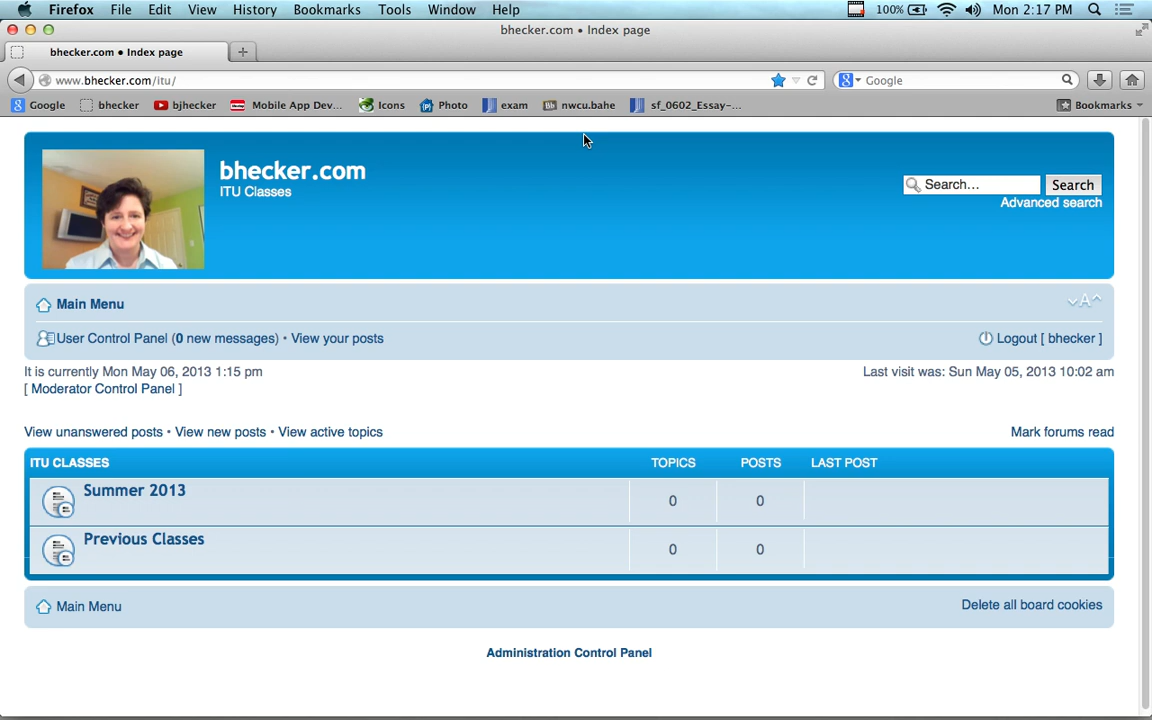 Firefox File Edit View History Bookmarks Tools Window Help 100% Mon 2:17 PM
bhecker.com • Index page
bhecker.com • Index page
www.bhecker.com/itu/ Google
Google bhecker bjhecker Mobile App Dev... Icons Photo exam nwcu.bahe sf_0602_Essay-... Bookmarks
bhecker.com
ITU Classes
Search... Search
Advanced search
Main Menu
User Control Panel (0 new messages) • View your posts Logout [ bhecker ]
It is currently Mon May 06, 2013 1:15 pm Last visit was: Sun May 05, 2013 10:02 am
[ Moderator Control Panel ]
View unanswered posts • View new posts • View active topics Mark forums read
ITU CLASSES TOPICS POSTS LAST POST
Summer 2013 0 0
Previous Classes 0 0
Main Menu Delete all board cookies
Administration Control Panel